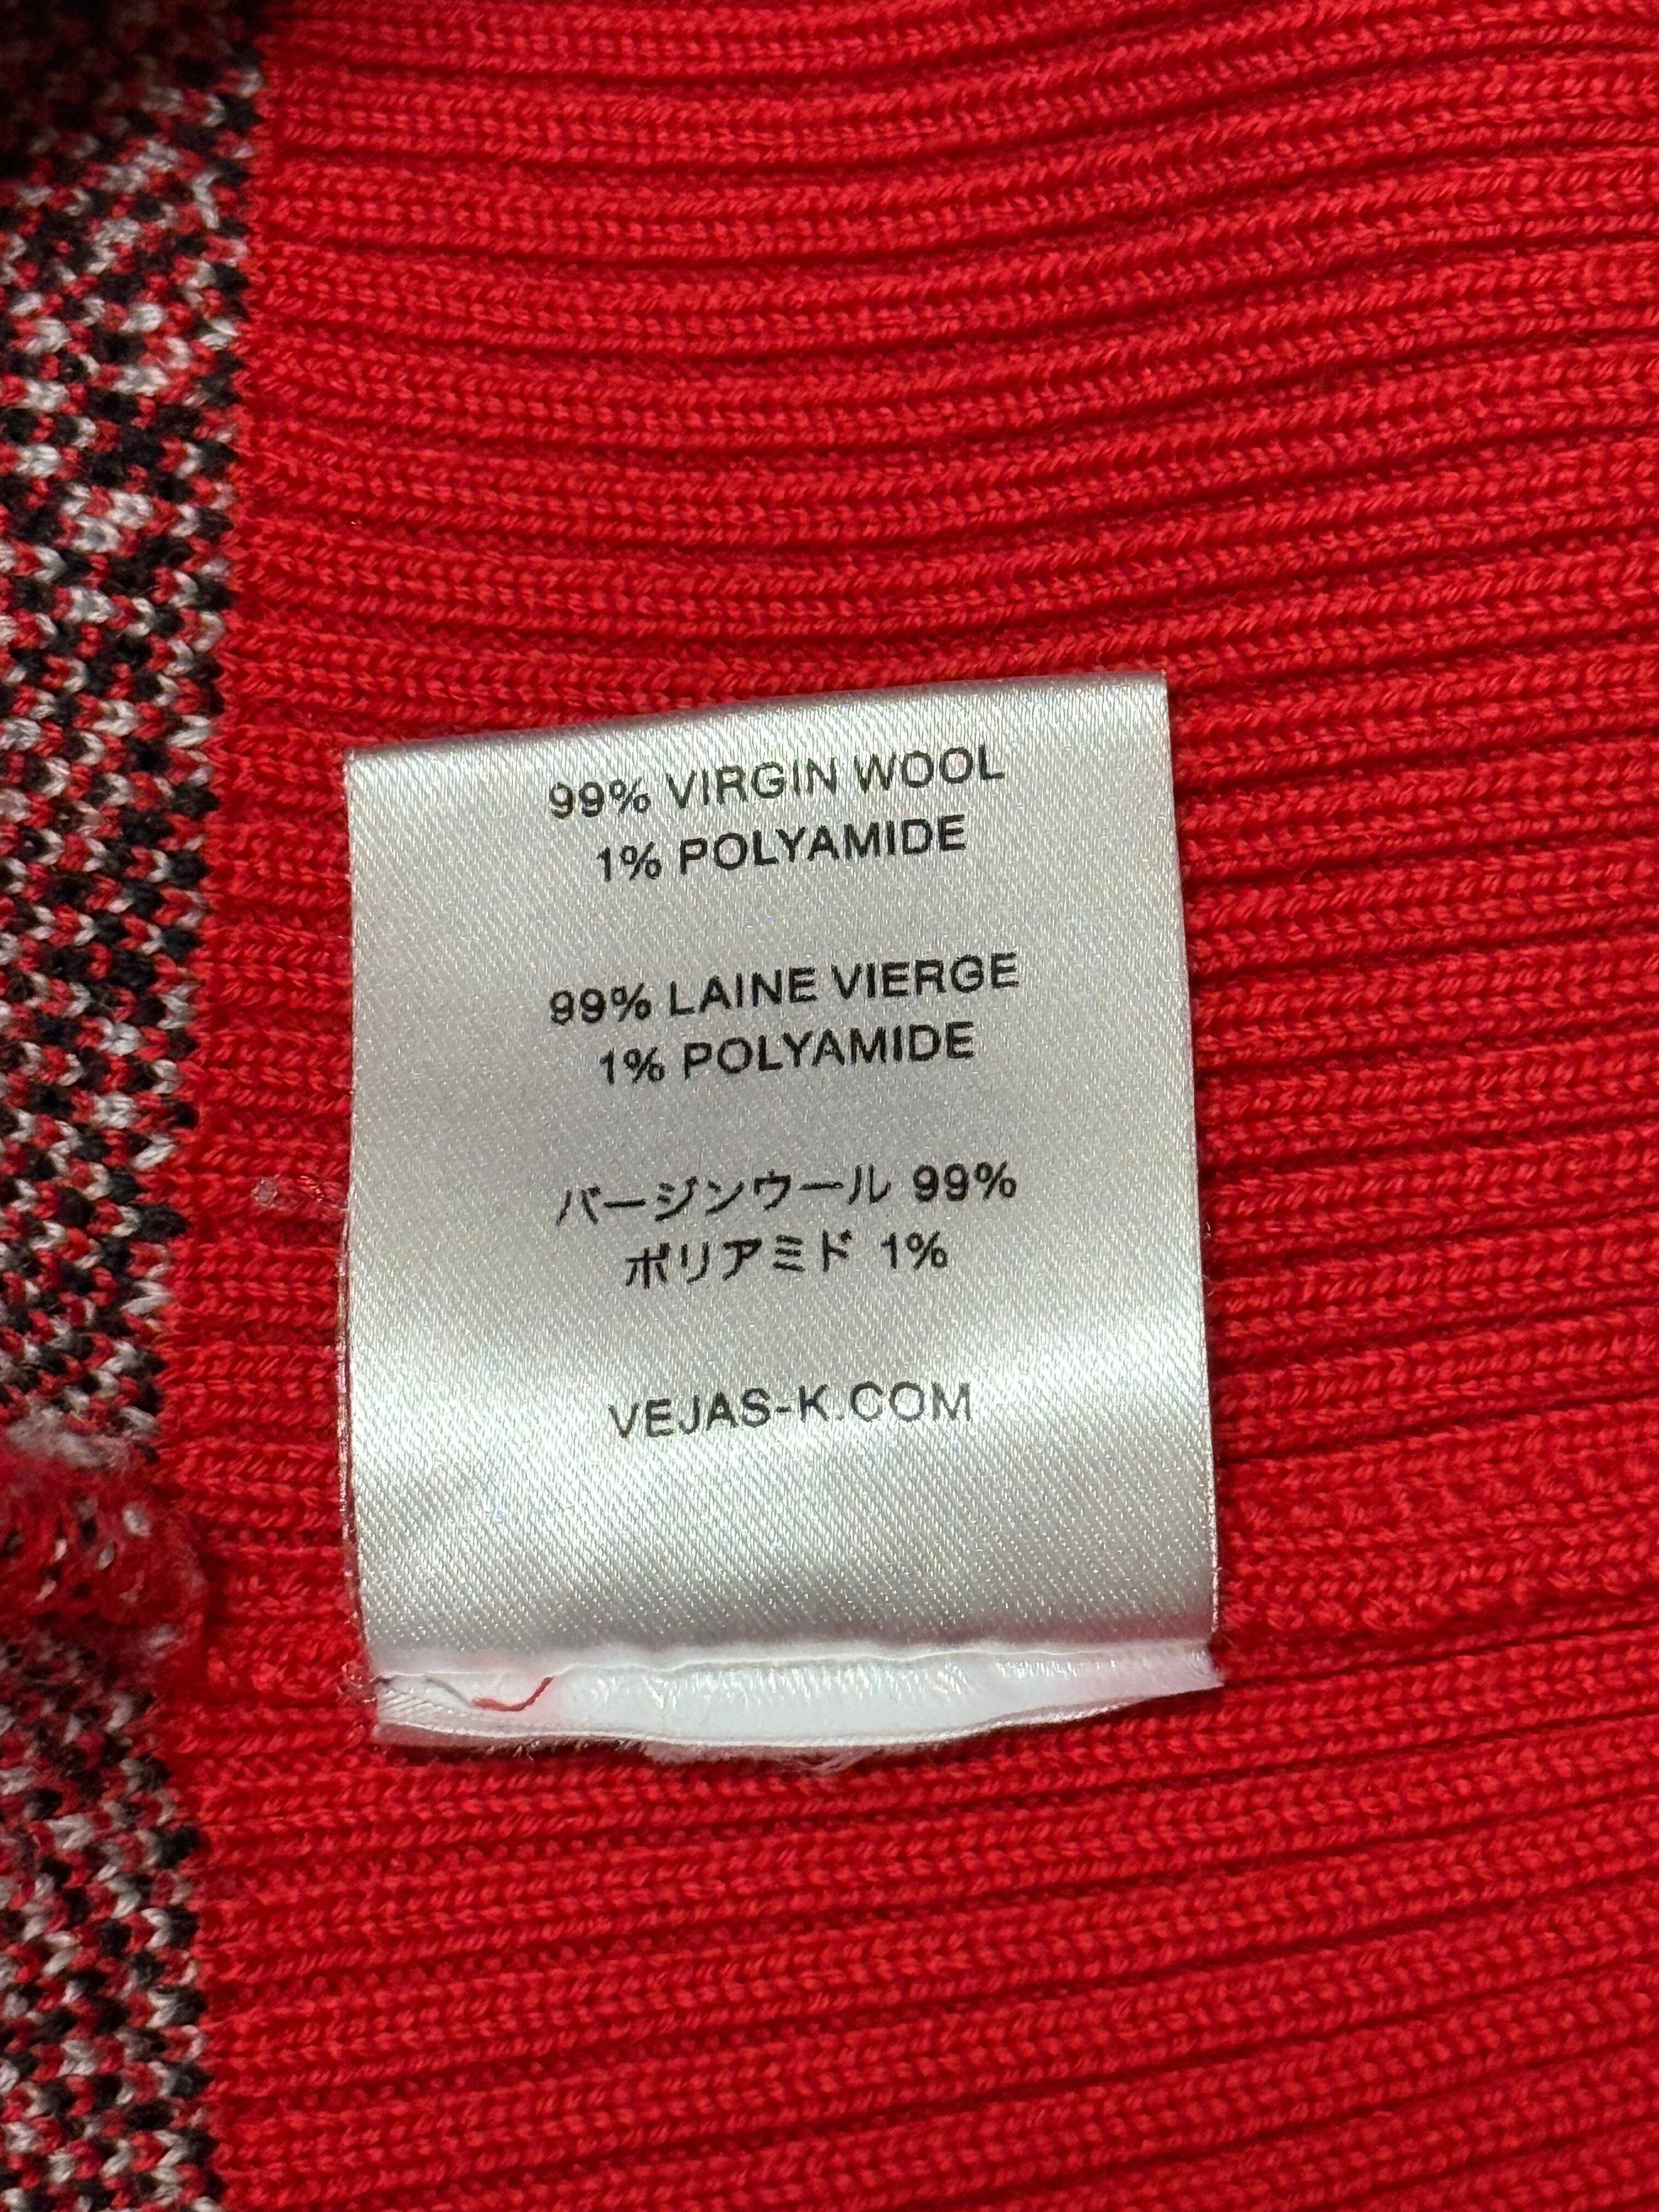 99% VIRGIN WOOL
1% POLYAMIDE
99% LAINE VIERGE
1% POLYAMIDE
バージンウール 99%
ポリアミド 1%
VEJAS-K.COM